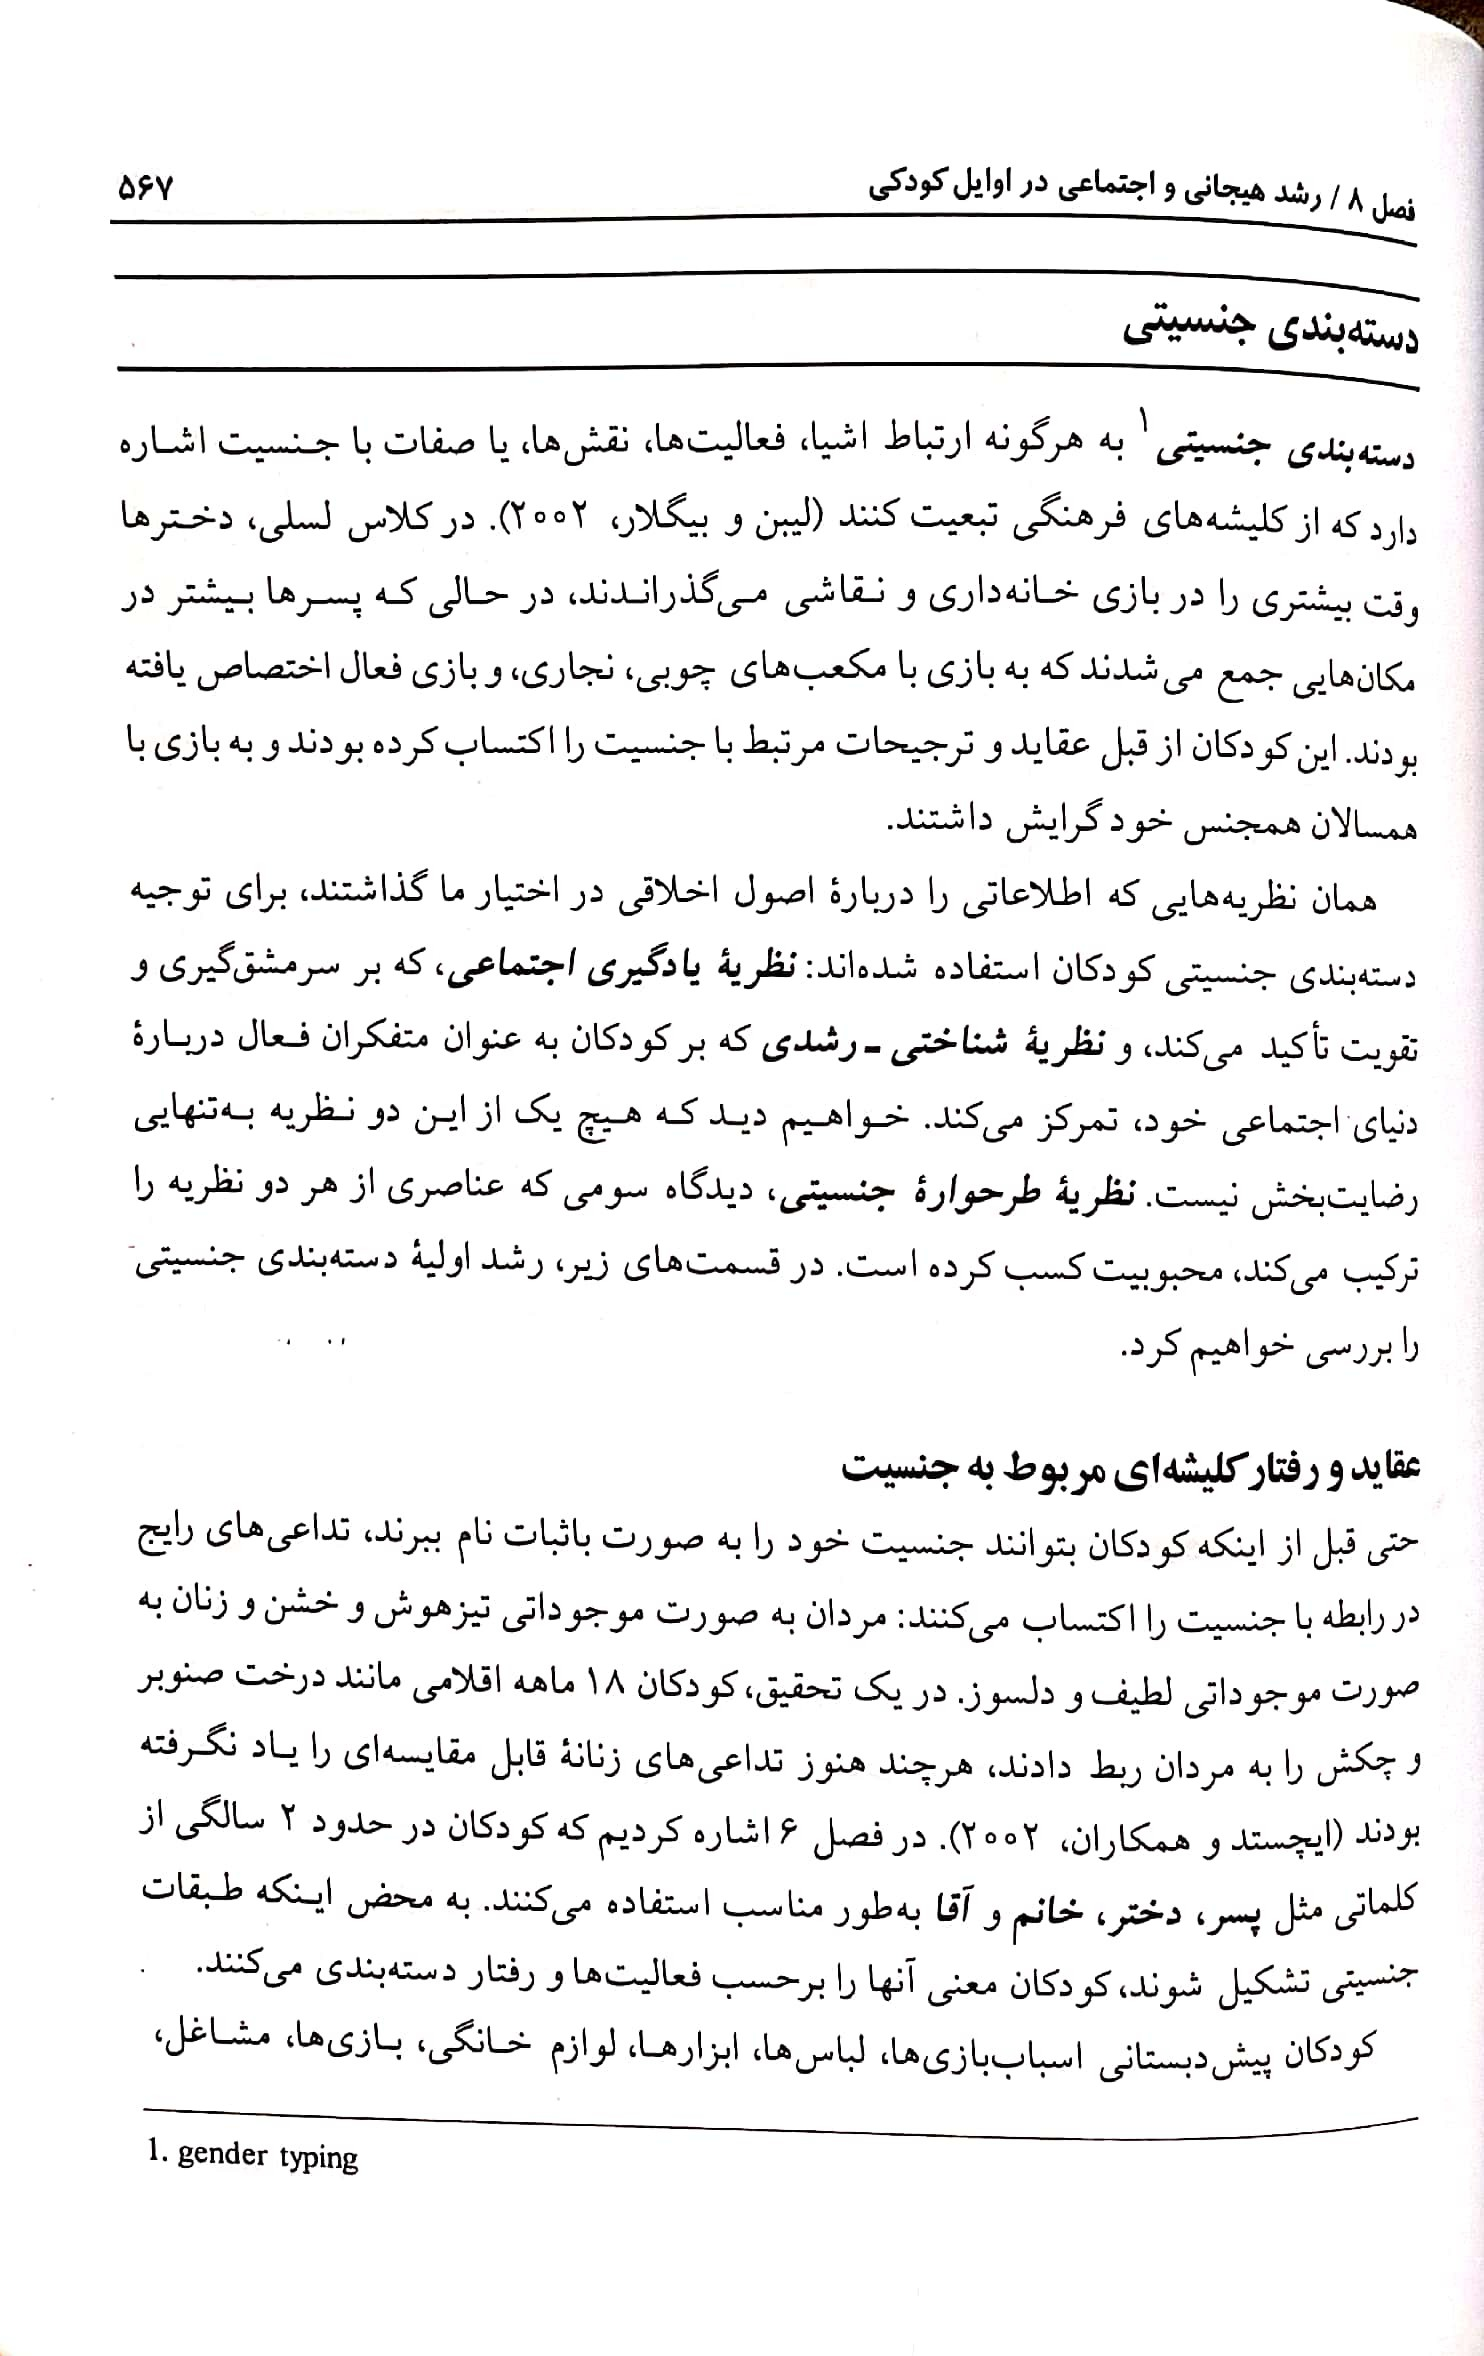 فصل ۸ / رشد هیجانی و اجتماعی در اوایل کودکی ۵۶۷
دسته‌بندی جنسیتی
دسته‌بندی جنسیتی۱ به هرگونه ارتباط اشیا، فعالیت‌ها، نقش‌ها، یا صفات با جنسیت اشاره
دارد که از کلیشه‌های فرهنگی تبعیت کنند (لیبن و بیگلار، ۲۰۰۲). در کلاس لسلی، دخترها
وقت بیشتری را در بازی خانه‌داری و نقاشی می‌گذراندند، در حالی که پسرها بیشتر در
مکان‌هایی جمع می‌شدند که به بازی با مکعب‌های چوبی، نجاری، و بازی فعال اختصاص یافته
بودند. این کودکان از قبل عقاید و ترجیحات مرتبط با جنسیت را اکتساب کرده بودند و به بازی با
همسالان همجنس خود گرایش داشتند.
همان نظریه‌هایی که اطلاعاتی را دربارهٔ اصول اخلاقی در اختیار ما گذاشتند، برای توجیه
دسته‌بندی جنسیتی کودکان استفاده شده‌اند: نظریهٔ یادگیری اجتماعی، که بر سرمشق‌گیری و
تقویت تأکید می‌کند، و نظریهٔ شناختی ـ رشدی که بر کودکان به عنوان متفکران فعال دربارهٔ
دنیای اجتماعی خود، تمرکز می‌کند. خواهیم دید که هیچ یک از این دو نظریه به‌تنهایی
رضایت‌بخش نیست. نظریهٔ طرحوارهٔ جنسیتی، دیدگاه سومی که عناصری از هر دو نظریه را
ترکیب می‌کند، محبوبیت کسب کرده است. در قسمت‌های زیر، رشد اولیهٔ دسته‌بندی جنسیتی
را بررسی خواهیم کرد.
عقاید و رفتار کلیشه‌ای مربوط به جنسیت
حتی قبل از اینکه کودکان بتوانند جنسیت خود را به صورت باثبات نام ببرند، تداعی‌های رایج
در رابطه با جنسیت را اکتساب می‌کنند: مردان به صورت موجوداتی تیزهوش و خشن و زنان به
صورت موجوداتی لطیف و دلسوز. در یک تحقیق، کودکان ۱۸ ماهه اقلامی مانند درخت صنوبر
و چکش را به مردان ربط دادند، هرچند هنوز تداعی‌های زنانهٔ قابل مقایسه‌ای را یاد نگرفته
بودند (ایچستد و همکاران، ۲۰۰۲). در فصل ۶ اشاره کردیم که کودکان در حدود ۲ سالگی از
کلماتی مثل پسر، دختر، خانم و آقا به‌طور مناسب استفاده می‌کنند. به محض اینکه طبقات
جنسیتی تشکیل شوند، کودکان معنی آنها را برحسب فعالیت‌ها و رفتار دسته‌بندی می‌کنند.
کودکان پیش‌دبستانی اسباب‌بازی‌ها، لباس‌ها، ابزارها، لوازم خانگی، بازی‌ها، مشاغل،
1. gender typing